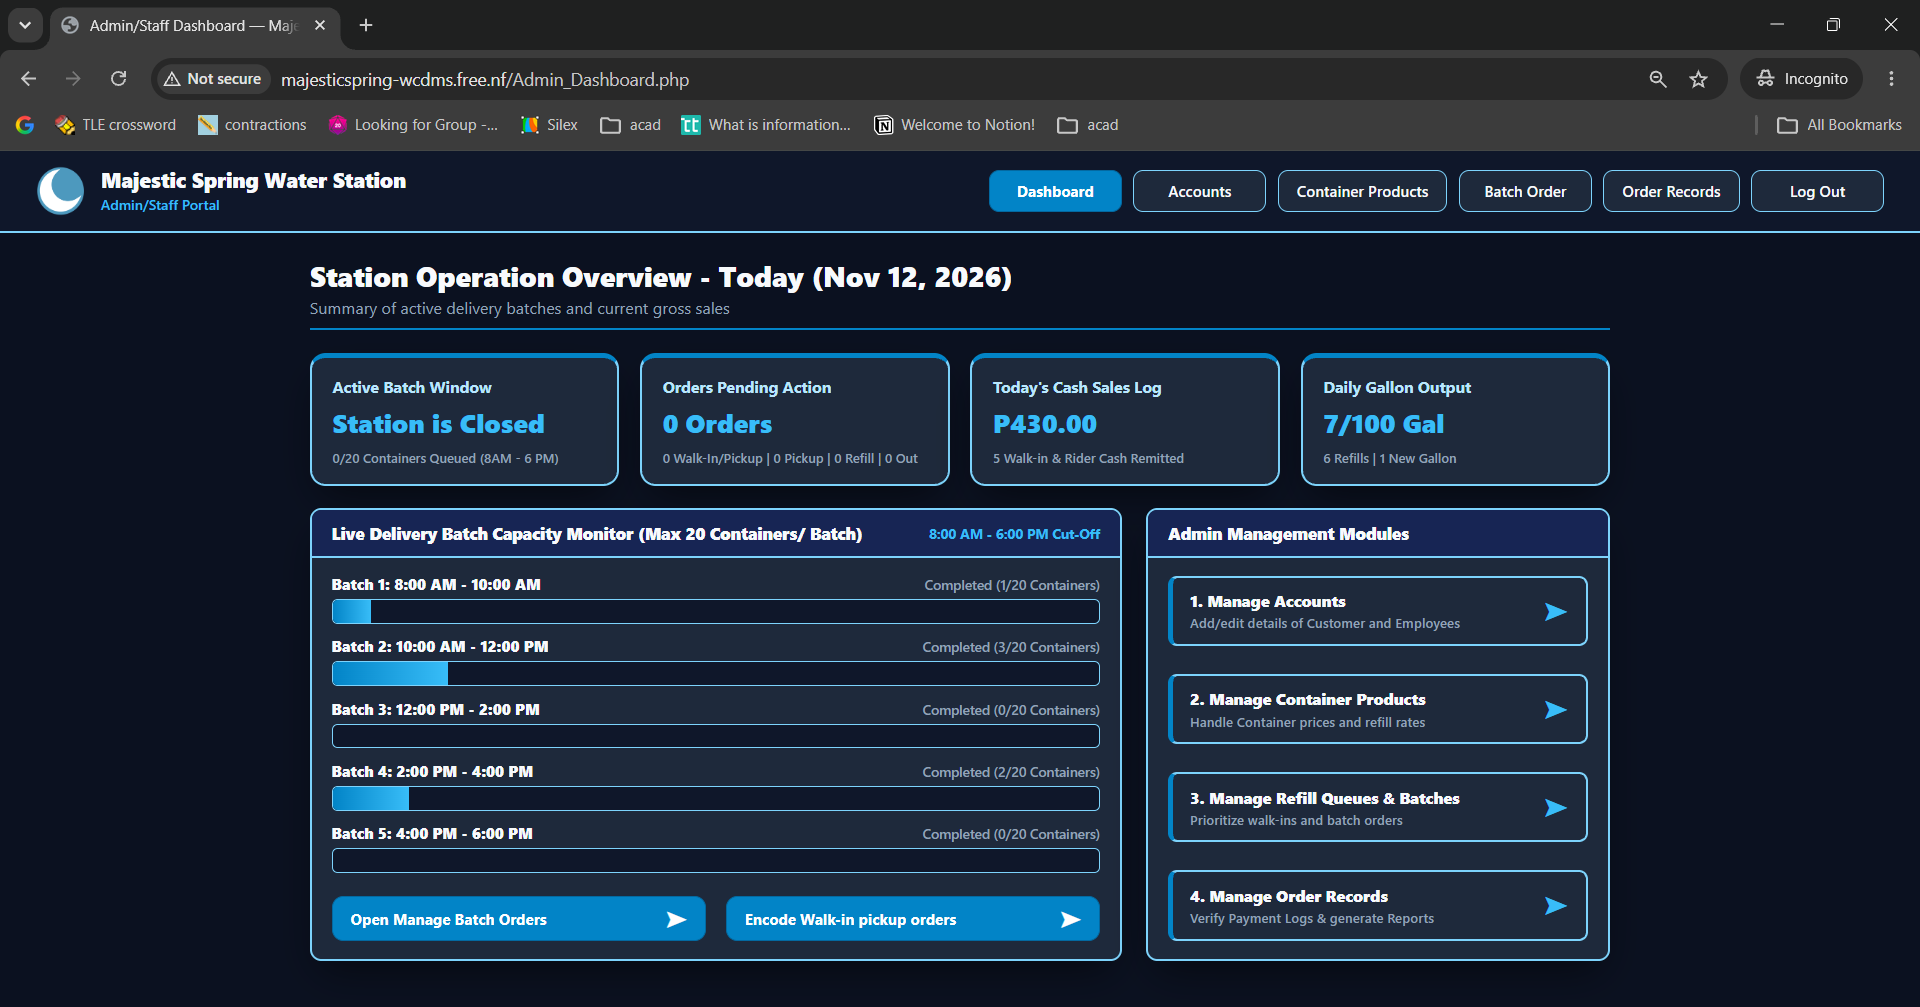 Admin/Staff Dashboard — Maje
Not secure
majesticspring-wcdms.free.nf/Admin_Dashboard.php
Incognito
TLE crossword
contractions
Looking for Group -...
Silex
acad
What is information...
Welcome to Notion!
acad
All Bookmarks
Majestic Spring Water Station
Admin/Staff Portal
Dashboard
Accounts
Container Products
Batch Order
Order Records
Log Out
Station Operation Overview - Today (Nov 12, 2026)
Summary of active delivery batches and current gross sales
Active Batch Window
Station is Closed
0/20 Containers Queued (8AM - 6 PM)
Orders Pending Action
0 Orders
0 Walk-In/Pickup | 0 Pickup | 0 Refill | 0 Out
Today's Cash Sales Log
P430.00
5 Walk-in & Rider Cash Remitted
Daily Gallon Output
7/100 Gal
6 Refills | 1 New Gallon
Live Delivery Batch Capacity Monitor (Max 20 Containers/ Batch)
8:00 AM - 6:00 PM Cut-Off
Batch 1: 8:00 AM - 10:00 AM
Completed (1/20 Containers)
Batch 2: 10:00 AM - 12:00 PM
Completed (3/20 Containers)
Batch 3: 12:00 PM - 2:00 PM
Completed (0/20 Containers)
Batch 4: 2:00 PM - 4:00 PM
Completed (2/20 Containers)
Batch 5: 4:00 PM - 6:00 PM
Completed (0/20 Containers)
Open Manage Batch Orders
Encode Walk-in pickup orders
Admin Management Modules
1. Manage Accounts
Add/edit details of Customer and Employees
2. Manage Container Products
Handle Container prices and refill rates
3. Manage Refill Queues & Batches
Prioritize walk-ins and batch orders
4. Manage Order Records
Verify Payment Logs & generate Reports